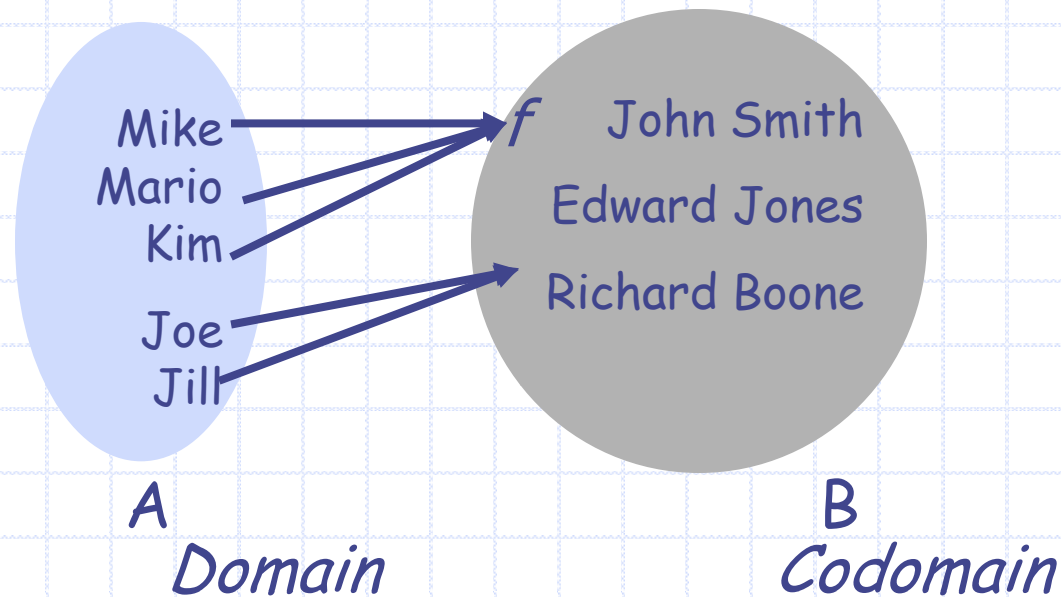 Mike
Mario
Kim
Joe
Jill
f
John Smith
Edward Jones
Richard Boone
A
Domain
B
Codomain